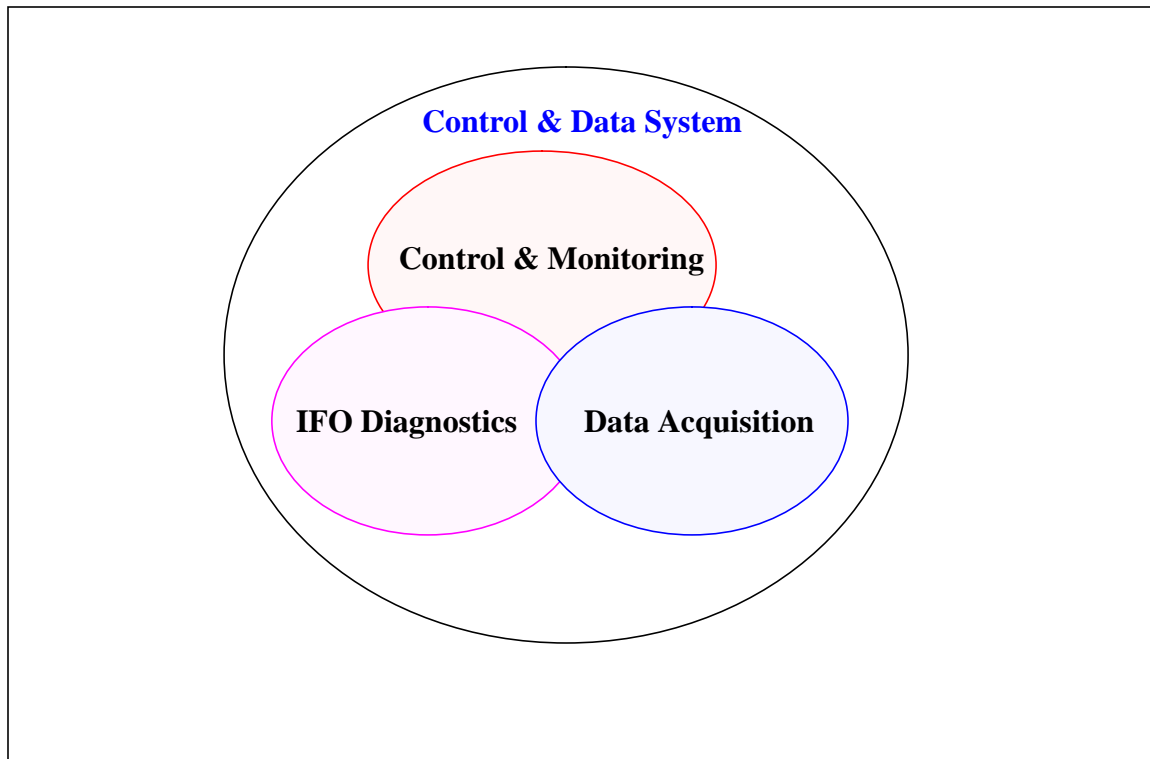 Control & Data System
Control & Monitoring
IFO Diagnostics
Data Acquisition